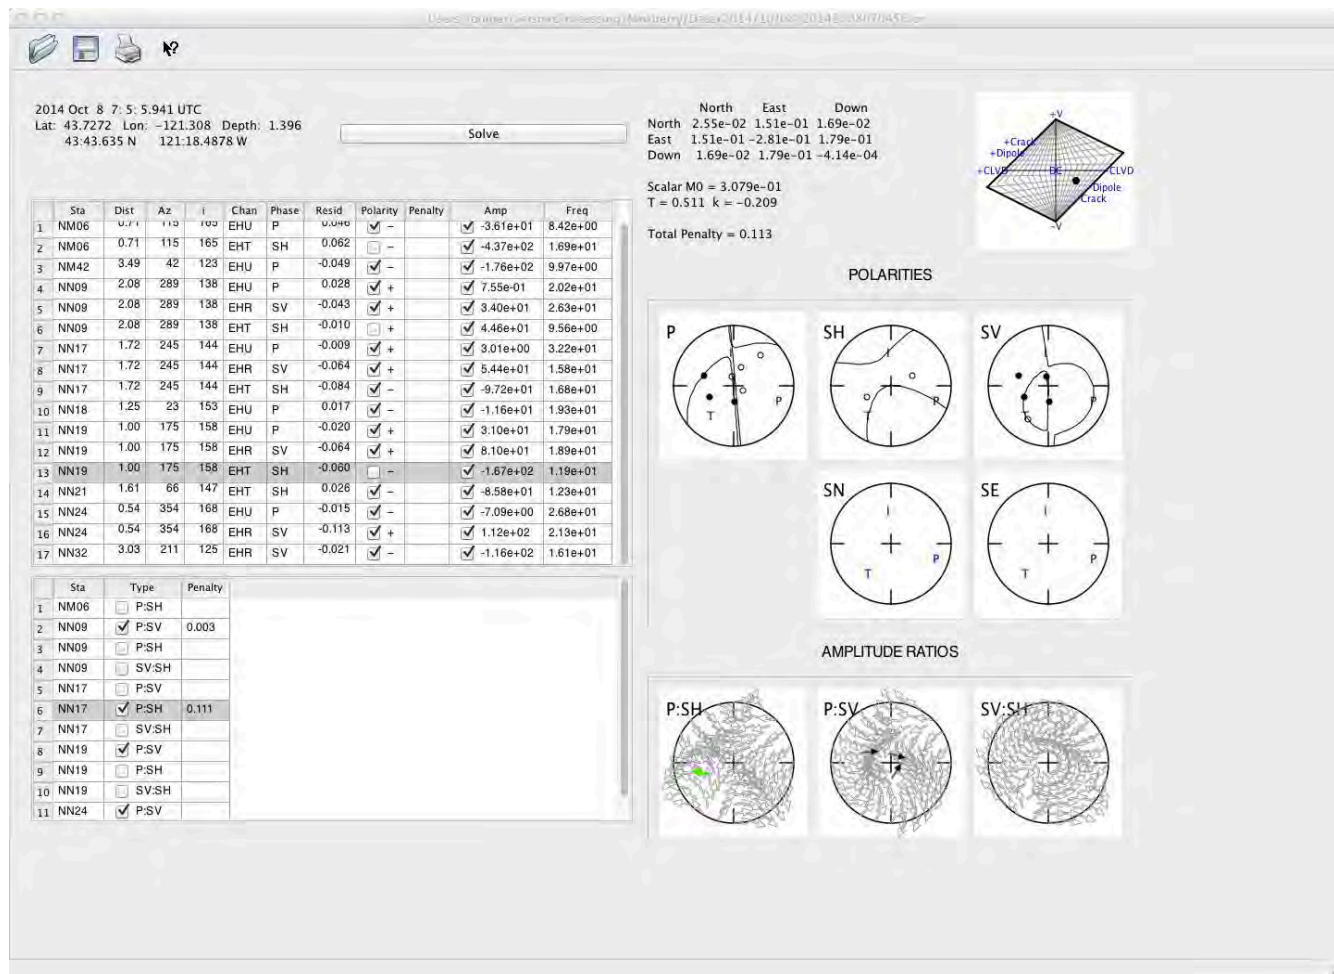 2014 Oct 8 7: 5: 5.941 UTC
Lat: 43.7272 Lon: -121.308 Depth: 1.396
43:43.635 N 121:18.4878 W
Solve
Sta Dist Az i Chan Phase Resid Polarity Penalty Amp Freq
1 NM06 0.71 115 165 EHU P 0.046 - -3.61e+01 8.42e+00
2 NM06 0.71 115 165 EHT SH 0.062 - -4.37e+02 1.69e+01
3 NM42 3.49 42 123 EHU P -0.049 - -1.76e+02 9.97e+00
4 NN09 2.08 289 138 EHU P 0.028 + 7.55e-01 2.02e+01
5 NN09 2.08 289 138 EHR SV -0.043 + 3.40e+01 2.63e+01
6 NN09 2.08 289 138 EHT SH -0.010 + 4.46e+01 9.56e+00
7 NN17 1.72 245 144 EHU P -0.009 + 3.01e+00 3.22e+01
8 NN17 1.72 245 144 EHR SV -0.064 + 5.44e+01 1.58e+01
9 NN17 1.72 245 144 EHT SH -0.084 - -9.72e+01 1.68e+01
10 NN18 1.25 23 153 EHU P 0.017 - -1.16e+01 1.93e+01
11 NN19 1.00 175 158 EHU P -0.020 + 3.10e+01 1.79e+01
12 NN19 1.00 175 158 EHR SV -0.064 + 8.10e+01 1.89e+01
13 NN19 1.00 175 158 EHT SH -0.060 - -1.67e+02 1.19e+01
14 NN21 1.61 66 147 EHT SH 0.026 - -8.58e+01 1.23e+01
15 NN24 0.54 354 168 EHU P -0.015 - -7.09e+00 2.68e+01
16 NN24 0.54 354 168 EHR SV -0.113 + 1.12e+02 2.13e+01
17 NN32 3.03 211 125 EHR SV -0.021 - -1.16e+02 1.61e+01
Sta Type Penalty
1 NM06 P:SH
2 NN09 P:SV 0.003
3 NN09 P:SH
4 NN09 SV:SH
5 NN17 P:SV
6 NN17 P:SH 0.111
7 NN17 SV:SH
8 NN19 P:SV
9 NN19 P:SH
10 NN19 SV:SH
11 NN24 P:SV
North East Down
North 2.55e-02 1.51e-01 1.69e-02
East 1.51e-01 -2.81e-01 1.79e-01
Down 1.69e-02 1.79e-01 -4.14e-04
Scalar M0 = 3.079e-01
T = 0.511 k = -0.209
Total Penalty = 0.113
+V
+Crack
+Dipole
+CLVD DC -CLVD
-Dipole
-Crack
-V
POLARITIES
P SH SV
I I
P P P
T T T
SN SE
I I
P P
T T
AMPLITUDE RATIOS
P:SH P:SV SV:SH